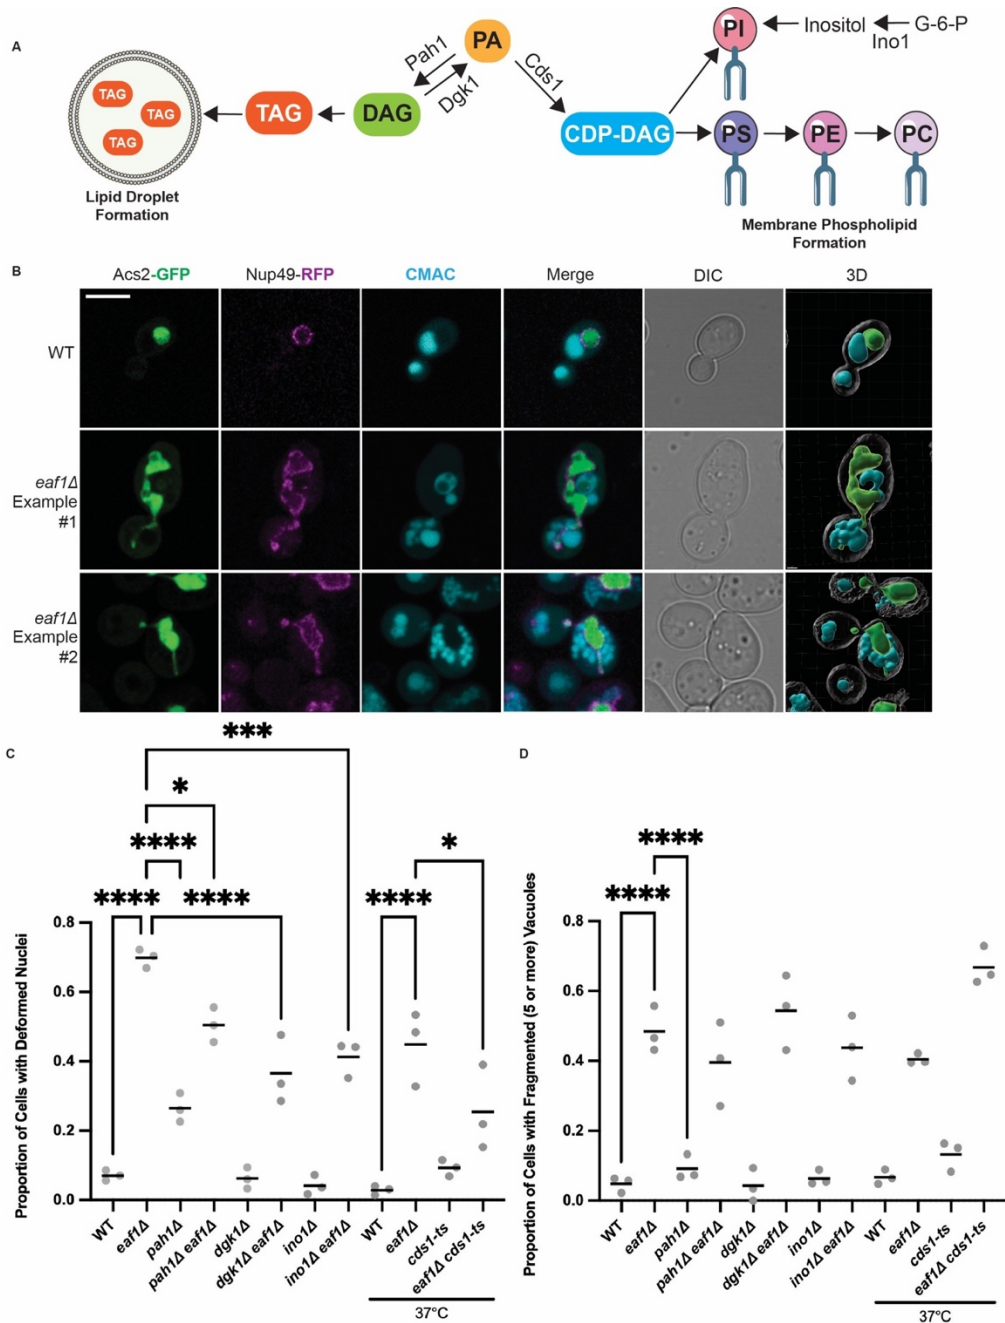 A
Pah1
Dgk1
PA
Cds1
PI
Inositol
G-6-P
Ino1
TAG
TAG
TAG
TAG
DAG
CDP-DAG
PS
PE
PC
Lipid Droplet
Formation
Membrane Phospholipid
Formation
B
Acs2-GFP
Nup49-RFP
CMAC
Merge
DIC
3D
WT
eaf1Δ
Example
#1
eaf1Δ
Example
#2
C
***
*
****
*
****
****
****
Proportion of Cells with Deformed Nuclei
0.8
0.6
0.4
0.2
0.0
WT
eaf1Δ
pah1Δ
pah1Δ eaf1Δ
dgk1Δ
dgk1Δ eaf1Δ
ino1Δ
ino1Δ eaf1Δ
WT
eaf1Δ
cds1-ts
eaf1Δ cds1-ts
37°C
D
****
****
Proportion of Cells with Fragmented (5 or more) Vacuoles
0.8
0.6
0.4
0.2
0.0
WT
eaf1Δ
pah1Δ
pah1Δ eaf1Δ
dgk1Δ
dgk1Δ eaf1Δ
ino1Δ
ino1Δ eaf1Δ
WT
eaf1Δ
cds1-ts
eaf1Δ cds1-ts
37°C